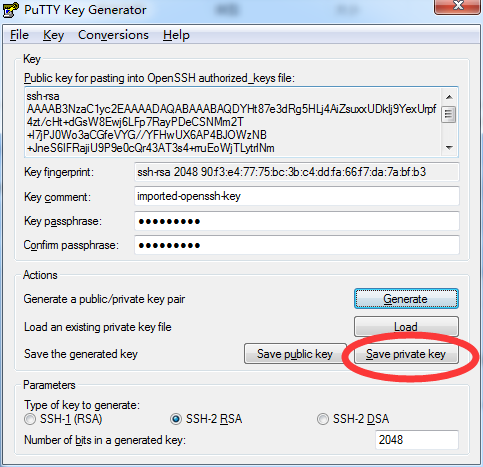 PuTTY Key Generator
File Key Conversions Help
Key
Public key for pasting into OpenSSH authorized_keys file:
ssh-rsa
AAAAB3NzaC1yc2EAAAADAQABAAABAQDYHt87e3dRg5HLj4AiZsuxxUDklj9YexUrpf
4zt/cHt+dGsW8Ewj6LFp7RayPDeCSNMm2T
+I7jPJ0Wo3aCGfeVYG//YFHwUX6AP4BJOWzNB
+JneS6IFRajiU9P9e0cQr43AT3s4+rruEoWjTLytrlNm
Key fingerprint: ssh-rsa 2048 90:f3:e4:77:75:bc:3b:c4:dd:fa:66:f7:da:7a:bf:b3
Key comment: imported-openssh-key
Key passphrase: ●●●●●●●●●
Confirm passphrase: ●●●●●●●●●
Actions
Generate a public/private key pair Generate
Load an existing private key file Load
Save the generated key Save public key Save private key
Parameters
Type of key to generate:
SSH-1 (RSA) SSH-2 RSA SSH-2 DSA
Number of bits in a generated key: 2048